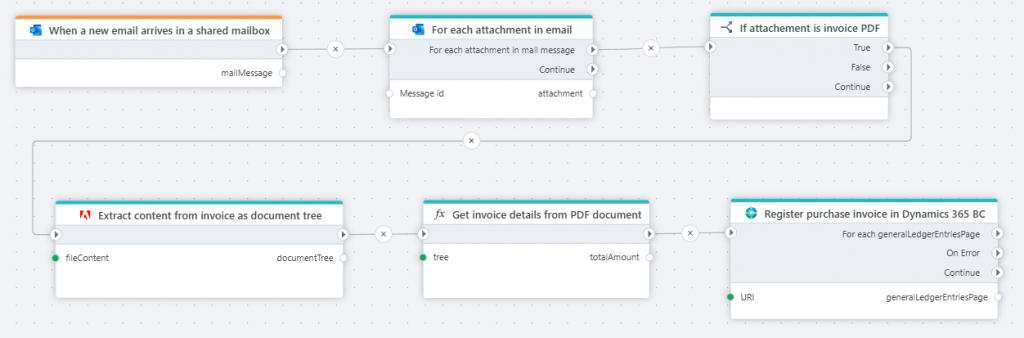 When a new email arrives in a shared mailbox
mailMessage
For each attachment in email
For each attachment in mail message
Continue
Message id attachment
If attachement is invoice PDF
True
False
Continue
Extract content from invoice as document tree
fileContent documentTree
fx Get invoice details from PDF document
tree totalAmount
Register purchase invoice in Dynamics 365 BC
For each generalLedgerEntriesPage
On Error
Continue
URI generalLedgerEntriesPage